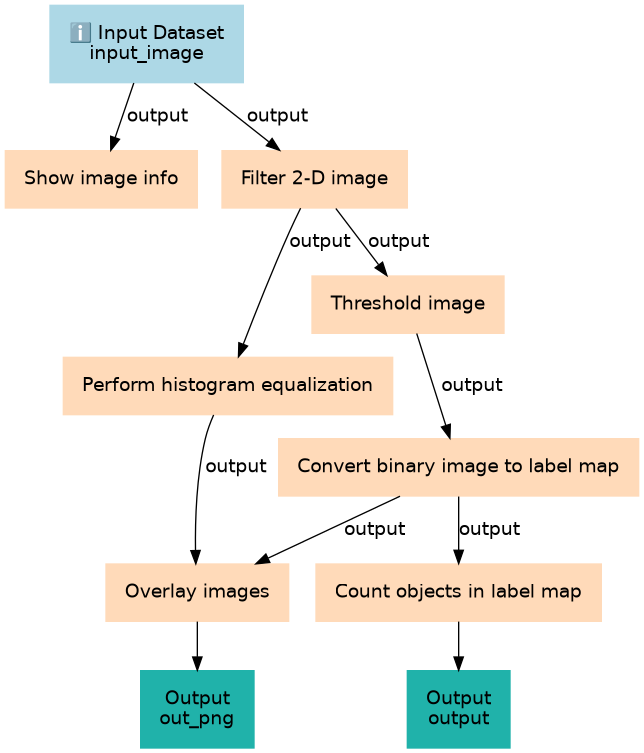 ℹ️ Input Dataset
input_image
output
output
Show image info
Filter 2-D image
output
output
Threshold image
Perform histogram equalization
output
output
Convert binary image to label map
output
output
Overlay images
Count objects in label map
Output
out_png
Output
output